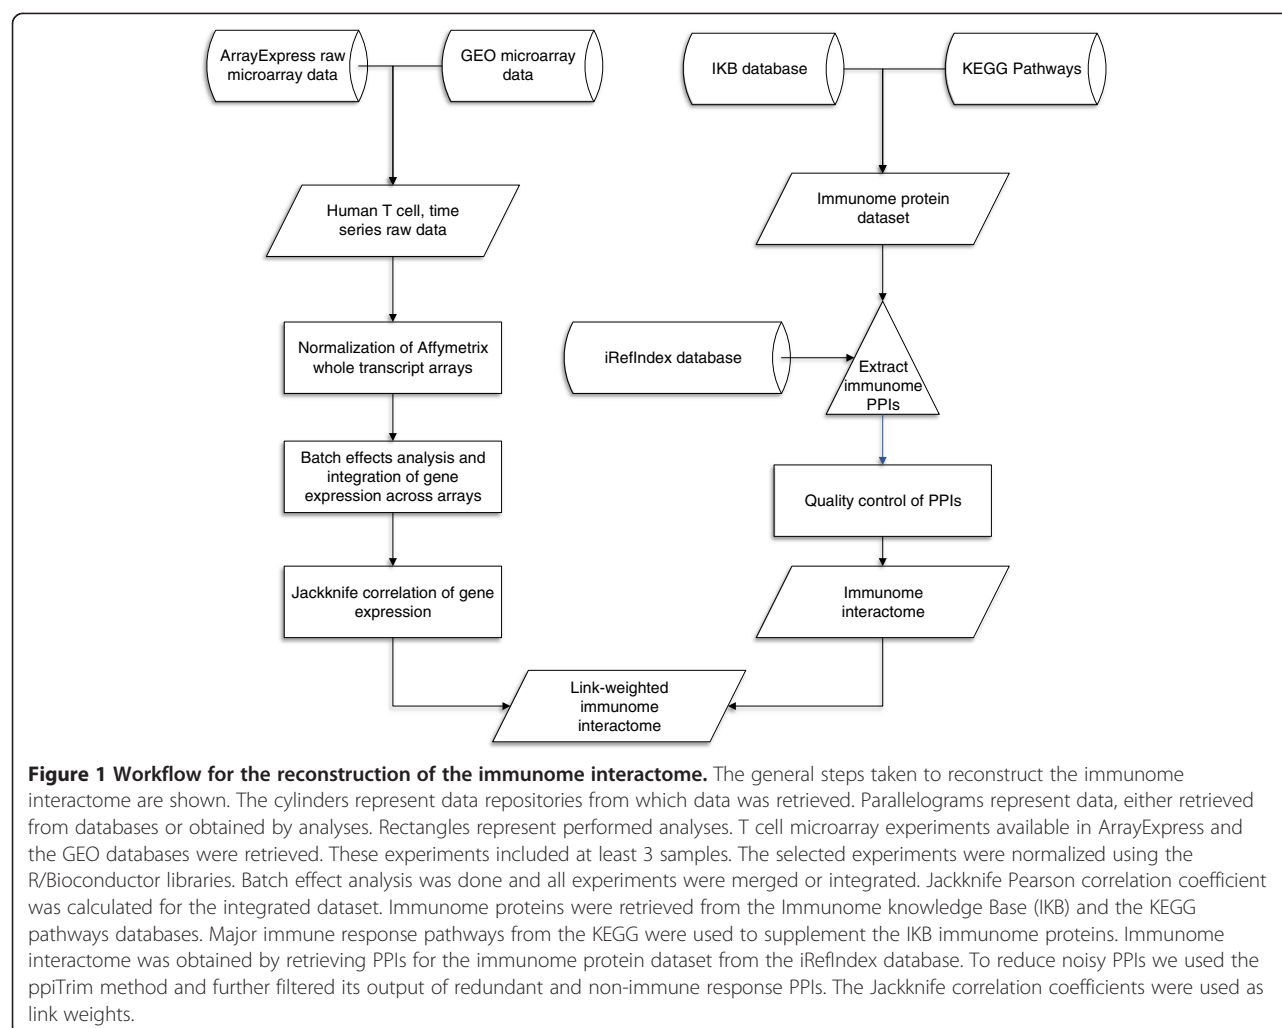 ArrayExpress raw
microarray data
GEO microarray
data
IKB database
KEGG Pathways
Human T cell, time
series raw data
Immunome protein
dataset
Normalization of Affymetrix
whole transcript arrays
iRefIndex database
Extract
immunome
PPIs
Batch effects analysis and
integration of gene
expression across arrays
Quality control of PPIs
Jackknife correlation of gene
expression
Immunome
interactome
Link-weighted
immunome
interactome
Figure 1 Workflow for the reconstruction of the immunome interactome. The general steps taken to reconstruct the immunome
interactome are shown. The cylinders represent data repositories from which data was retrieved. Parallelograms represent data, either retrieved
from databases or obtained by analyses. Rectangles represent performed analyses. T cell microarray experiments available in ArrayExpress and
the GEO databases were retrieved. These experiments included at least 3 samples. The selected experiments were normalized using the
R/Bioconductor libraries. Batch effect analysis was done and all experiments were merged or integrated. Jackknife Pearson correlation coefficient
was calculated for the integrated dataset. Immunome proteins were retrieved from the Immunome knowledge Base (IKB) and the KEGG
pathways databases. Major immune response pathways from the KEGG were used to supplement the IKB immunome proteins. Immunome
interactome was obtained by retrieving PPIs for the immunome protein dataset from the iRefIndex database. To reduce noisy PPIs we used the
ppiTrim method and further filtered its output of redundant and non-immune response PPIs. The Jackknife correlation coefficients were used as
link weights.